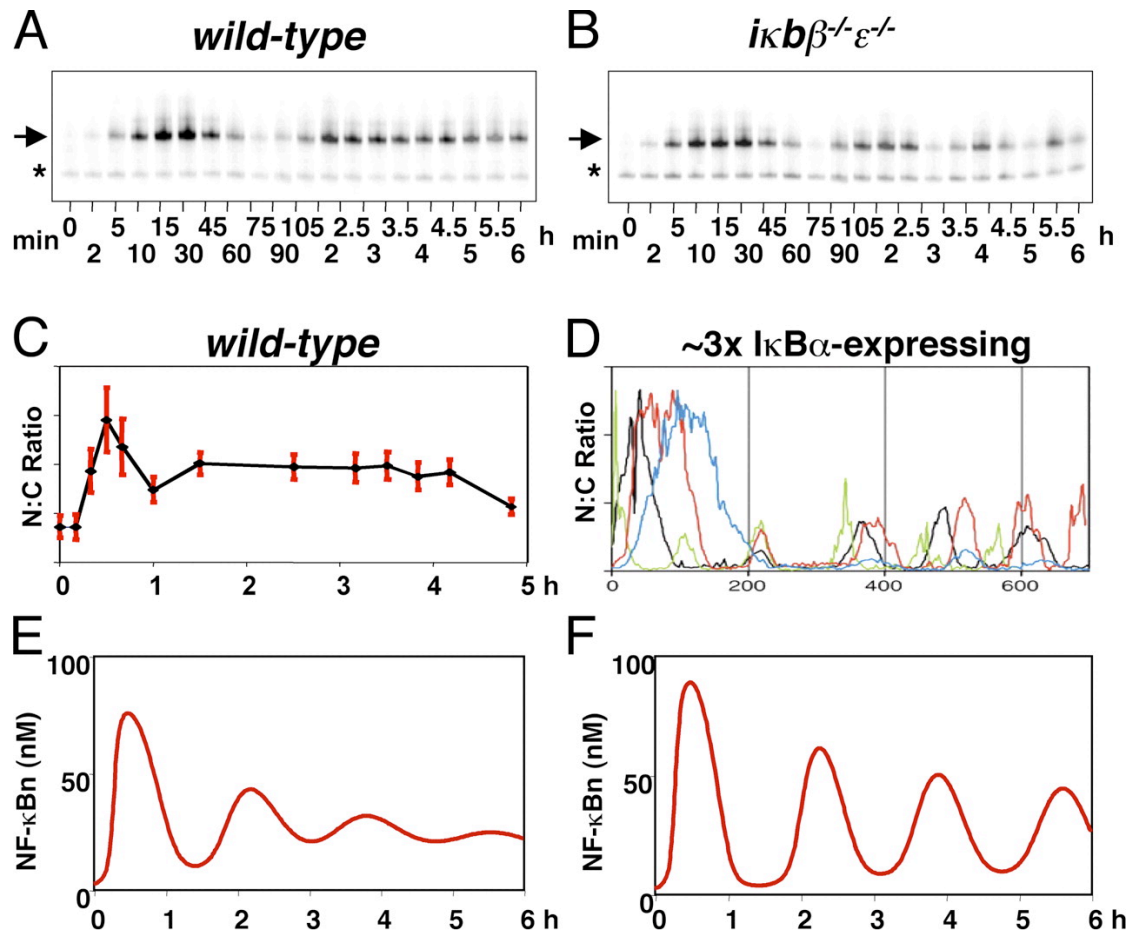 A wild-type
B iκbβ-/-ε-/-
*
*
0 5 15 45 75 105 2.5 3.5 4.5 5.5 h
min 2 10 30 60 90 2 3 4 5 6
0 5 15 45 75 105 2.5 3.5 4.5 5.5 h
min 2 10 30 60 90 2 3 4 5 6
C wild-type
N:C Ratio
0 1 2 3 4 5 h
D ~3x IκBα-expressing
N:C Ratio
0 200 400 600
E
100
50
0
NF-κBn (nM)
0 1 2 3 4 5 6 h
F
100
50
0
NF-κBn (nM)
0 1 2 3 4 5 6 h